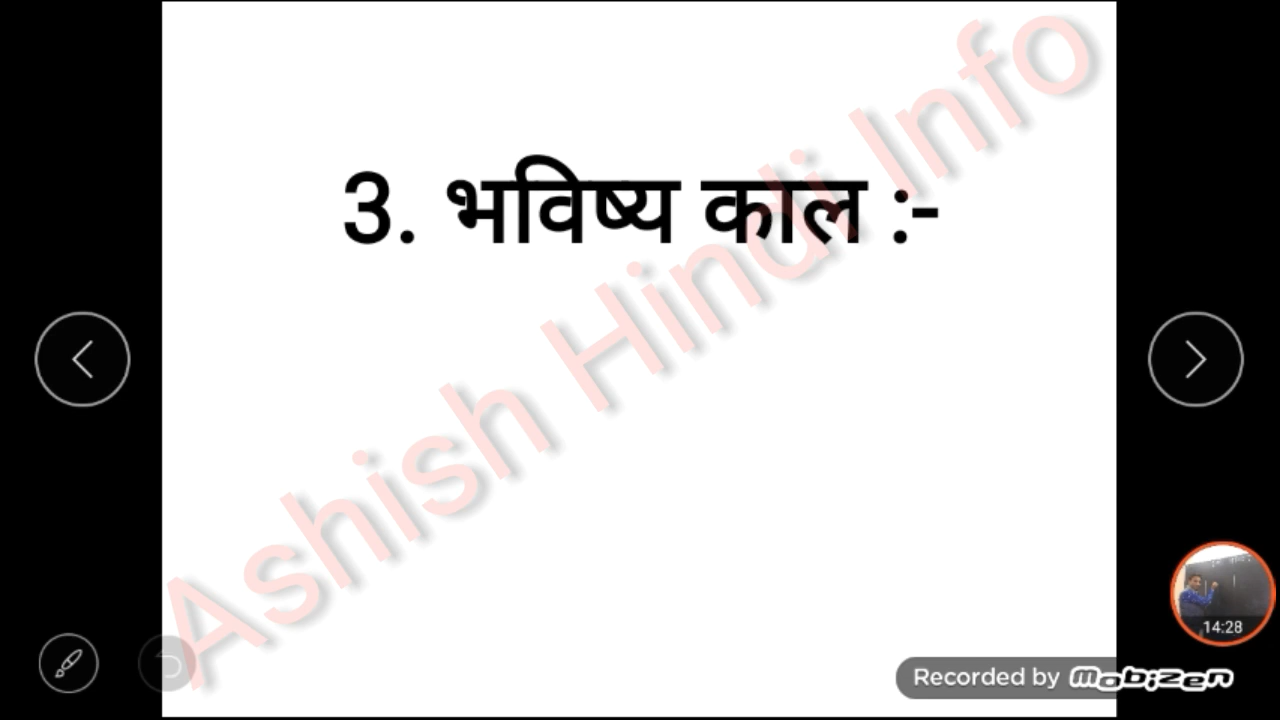 3. भविष्य काल :-
Ashish Hindi Info
14:28
Recorded by mobizen